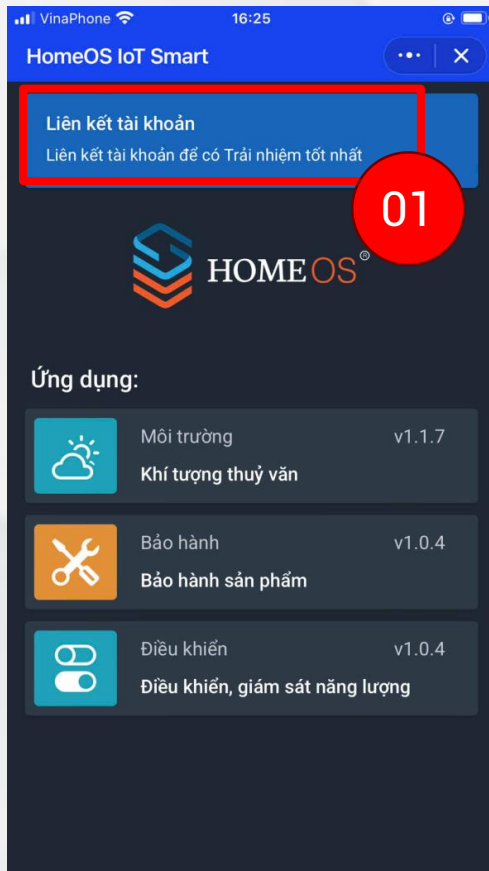 VinaPhone 16:25
HomeOS IoT Smart
Liên kết tài khoản
Liên kết tài khoản để có Trải nhiệm tốt nhất
01
HOMEOS®
Ứng dụng:
Môi trường v1.1.7
Khí tượng thuỷ văn
Bảo hành v1.0.4
Bảo hành sản phẩm
Điều khiển v1.0.4
Điều khiển, giám sát năng lượng